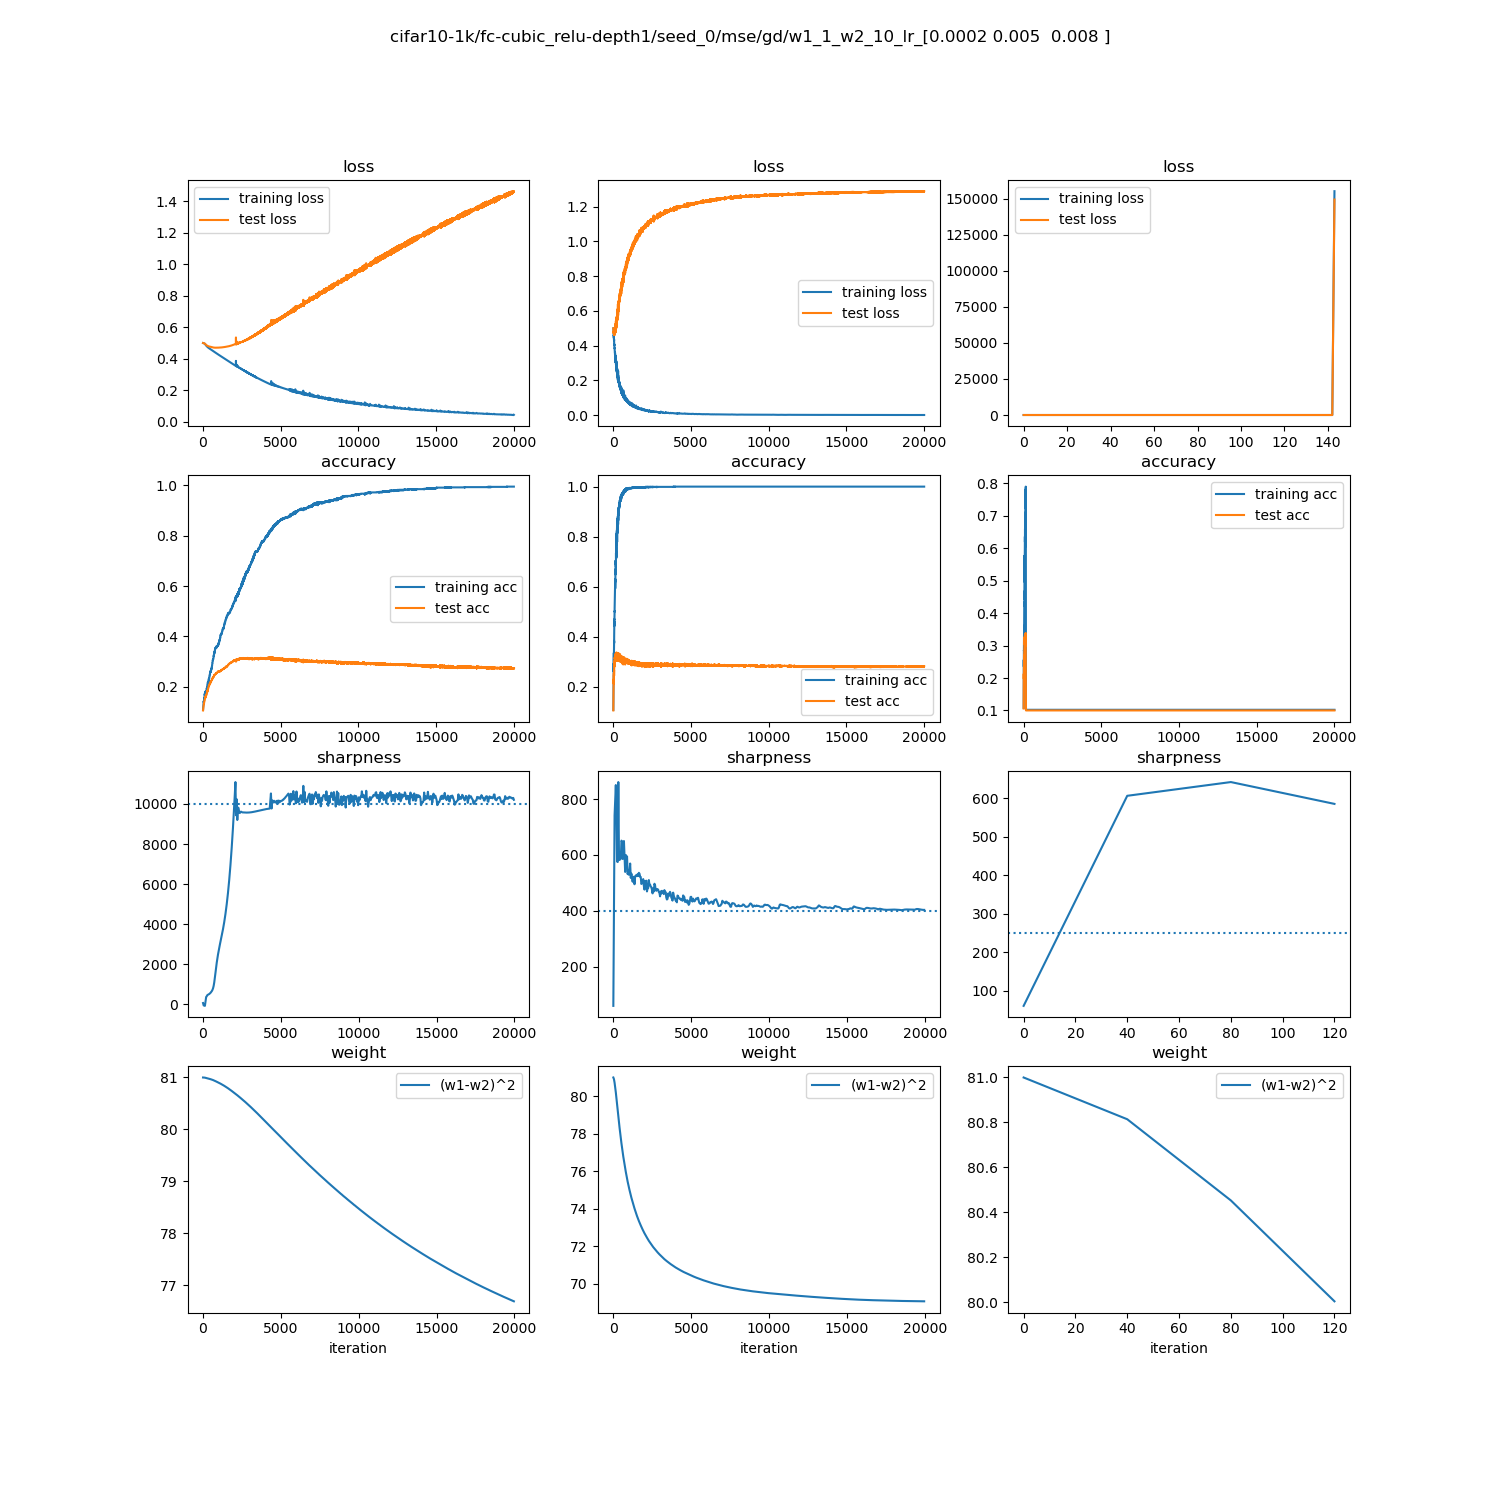 cifar10-1k/fc-cubic_relu-depth1/seed_0/mse/gd/w1_1_w2_10_lr_[0.0002 0.005  0.008 ]
loss
training loss
test loss
1.4
1.2
1.0
0.8
0.6
0.4
0.2
0.0
0 5000 10000 15000 20000
loss
training loss
test loss
1.2
1.0
0.8
0.6
0.4
0.2
0.0
0 5000 10000 15000 20000
loss
training loss
test loss
150000
125000
100000
75000
50000
25000
0
0 20 40 60 80 100 120 140
accuracy
training acc
test acc
1.0
0.8
0.6
0.4
0.2
0 5000 10000 15000 20000
accuracy
training acc
test acc
1.0
0.8
0.6
0.4
0.2
0 5000 10000 15000 20000
accuracy
training acc
test acc
0.8
0.7
0.6
0.5
0.4
0.3
0.2
0.1
0 5000 10000 15000 20000
sharpness
10000
8000
6000
4000
2000
0
0 5000 10000 15000 20000
sharpness
800
600
400
200
0 5000 10000 15000 20000
sharpness
600
500
400
300
200
100
0 20 40 60 80 100 120
weight
(w1-w2)^2
81
80
79
78
77
0 5000 10000 15000 20000
iteration
weight
(w1-w2)^2
80
78
76
74
72
70
0 5000 10000 15000 20000
iteration
weight
(w1-w2)^2
81.0
80.8
80.6
80.4
80.2
80.0
0 20 40 60 80 100 120
iteration